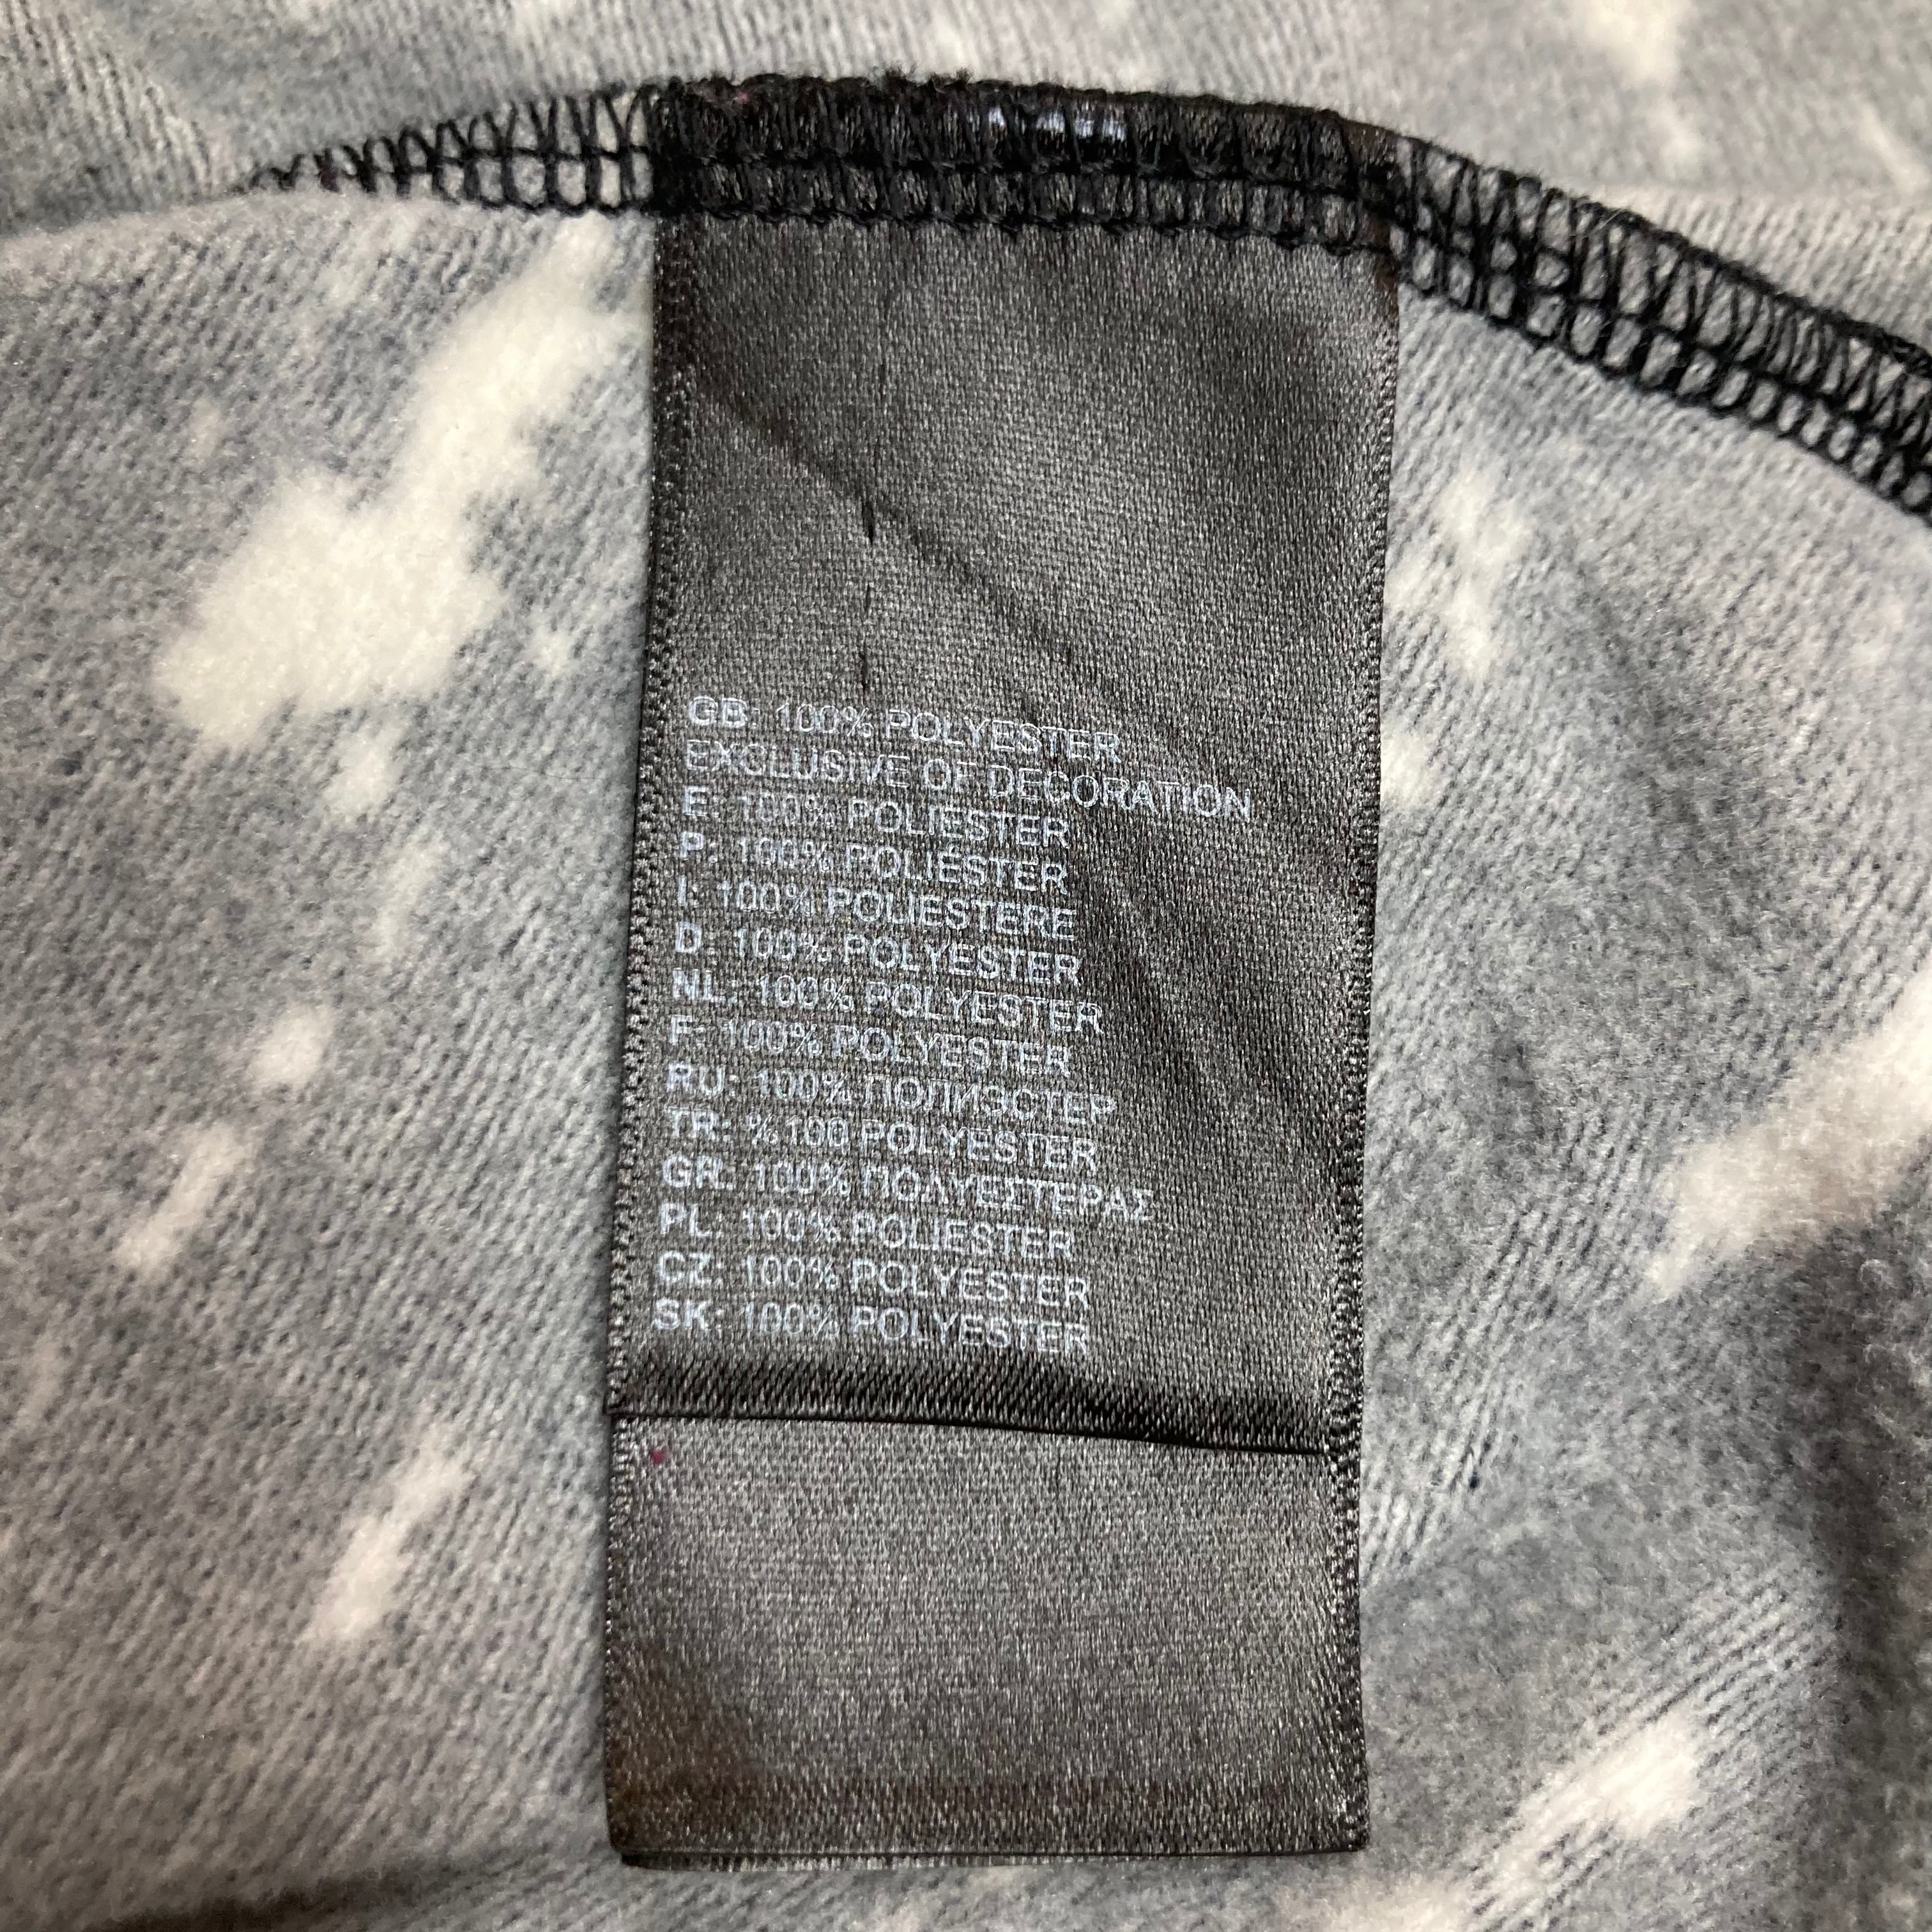 GB: 100% POLYESTER
EXCLUSIVE OF DECORATION
E: 100% POLIESTER
P: 100% POLIÉSTER
I: 100% POLIESTERE
D: 100% POLYESTER
NL: 100% POLYESTER
F: 100% POLYESTER
RU: 100% ПОЛИЭСТЕР
TR: %100 POLYESTER
GR: 100% ΠΟΛΥΕΣΤΕΡΑΣ
PL: 100% POLIESTER
CZ: 100% POLYESTER
SK: 100% POLYESTER